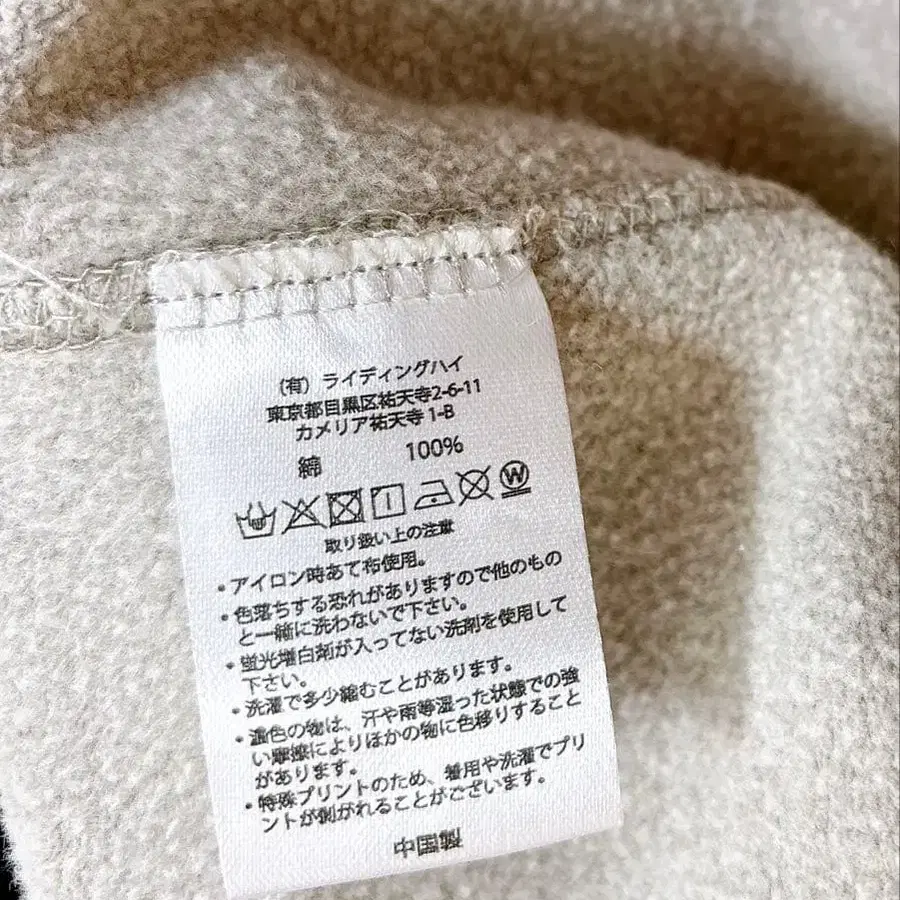 (有) ライディングハイ
東京都目黒区祐天寺2-6-11
カメリア祐天寺 1-B
綿 100%
W
取り扱い上の注意
・アイロン時あて布使用。
・色落ちする恐れがありますので他のもの
と一緒に洗わないで下さい。
・蛍光増白剤が入ってない洗剤を使用して
下さい。
・洗濯で多少縮むことがあります。
・濃色の物は、汗や雨等湿った状態での強
い摩擦によりほかの物に色移りすること
があります。
・特殊プリントのため、着用や洗濯でプリ
ントが剝がれることがございます。
中国製